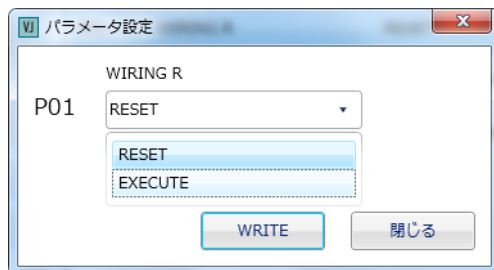 VJ パラメータ設定
WIRING R
P01 RESET
RESET
EXECUTE
WRITE 閉じる